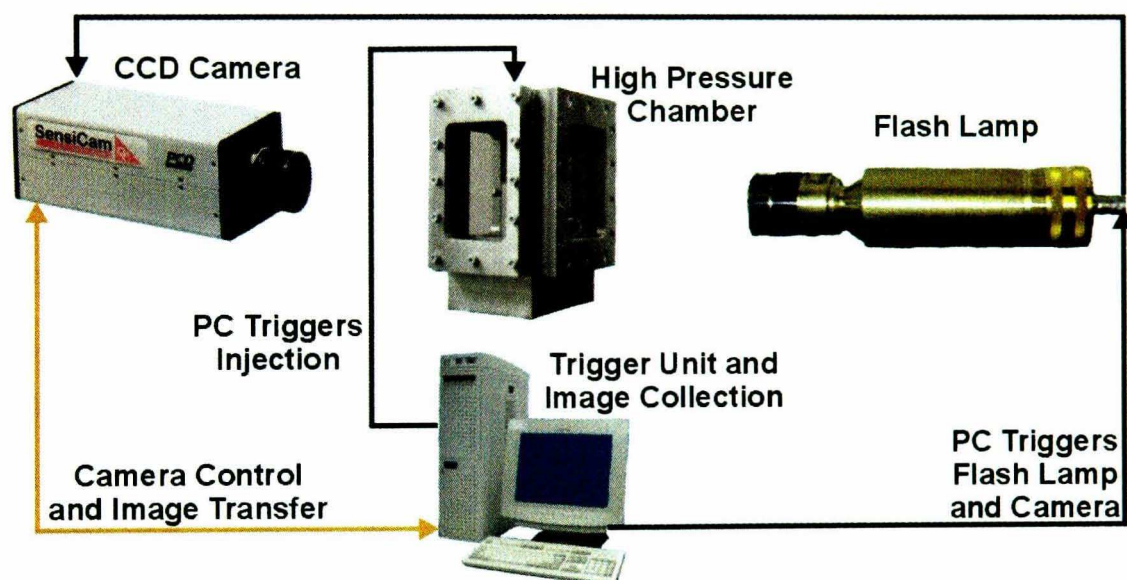 CCD Camera
High Pressure
Chamber
Flash Lamp
SensiCam
PCO
PC Triggers
Injection
Trigger Unit and
Image Collection
PC Triggers
Flash Lamp
and Camera
Camera Control
and Image Transfer